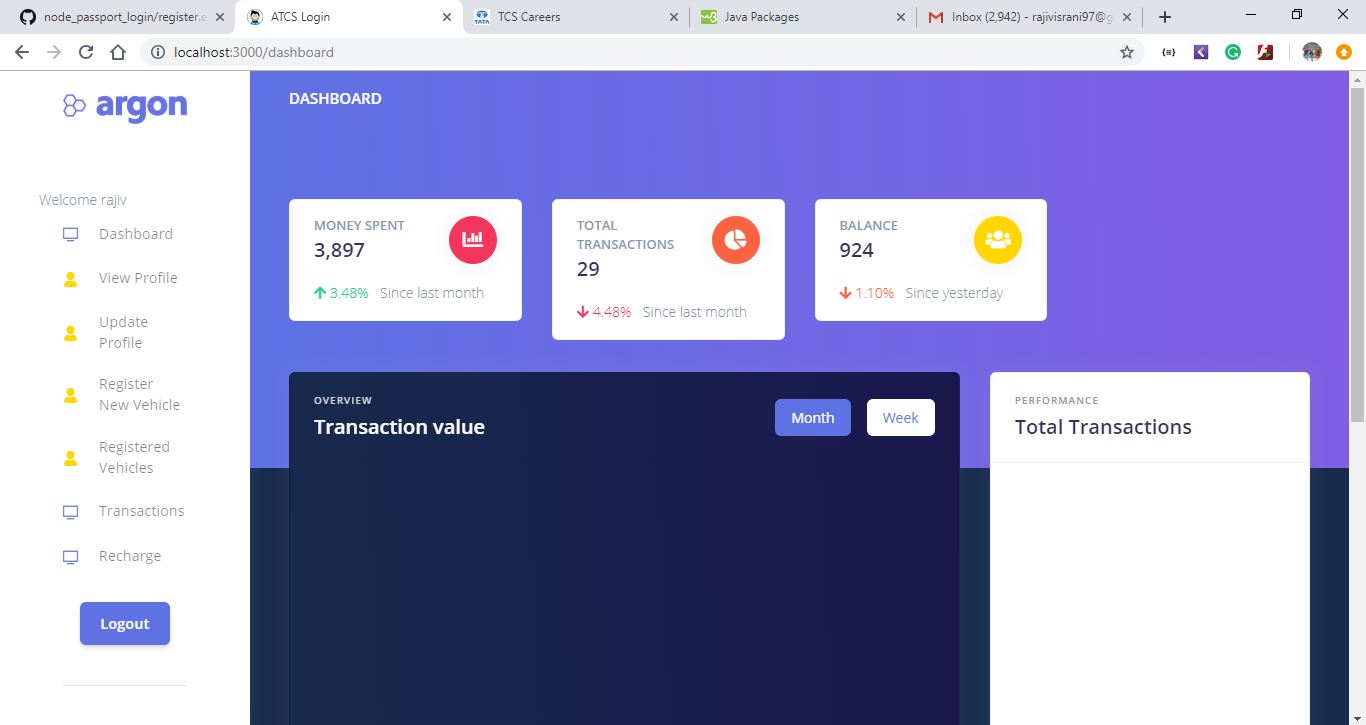 node_passport_login/register.e
ATCS Login
TCS Careers
Java Packages
Inbox (2,942) - rajivisrani97@g
localhost:3000/dashboard
argon
DASHBOARD
Welcome rajiv
Dashboard
View Profile
Update
Profile
Register
New Vehicle
Registered
Vehicles
Transactions
Recharge
Logout
MONEY SPENT
3,897
3.48% Since last month
TOTAL
TRANSACTIONS
29
4.48% Since last month
BALANCE
924
1.10% Since yesterday
OVERVIEW
Transaction value
Month
Week
PERFORMANCE
Total Transactions